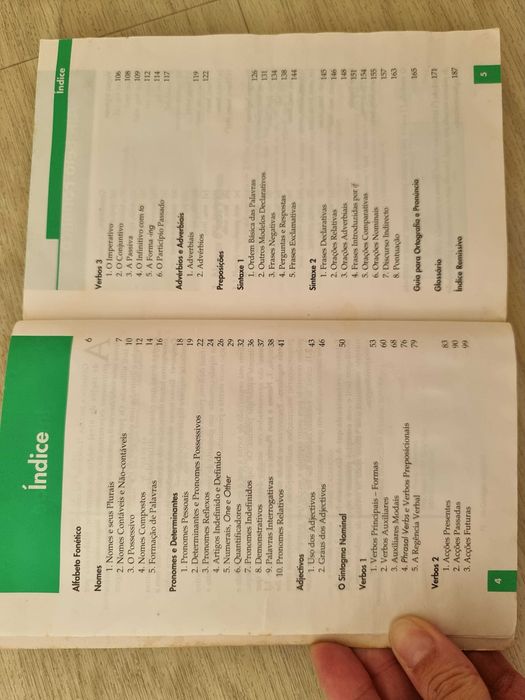 Índice
Alfabeto Fonético 6
Nomes
1. Nomes e seus Plurais 7
2. Nomes Contáveis e Não-contáveis 10
3. O Possessivo 12
Nomes Compostos 14
5. Formação de Palavras 16
Pronomes e Determinantes 18
1. Pronomes Pessoais 19
2. Determinantes e Pronomes Possessivos 22
3. Pronomes Reflexos 24
4. Artigos Indefinido e Definido 26
5. Numerais, One e Other 29
6. Quantificadores 32
7. Pronomes Indefinidos 36
8. Demonstrativos 37
9. Palavras Interrogativas 38
10. Pronomes Relativos 41
Adjectivos
1. Uso dos Adjectivos 43
2. Graus dos Adjectivos 46
O Sintagma Nominal 50
Verbos 1
1. Verbos Principais – Formas 53
2. Verbos Auxiliares 60
3. Auxiliares Modais 68
4. Phrasal Verbs e Verbos Preposicionais 76
5. A Regência Verbal 79
Verbos 2
1. Acções Presentes 83
2. Acções Passadas 90
3. Acções Futuras 99
4
Índice
Verbos 3
1. O Imperativo 106
2. O Conjuntivo 108
3. A Passiva 109
4. O Infinitivo com to 112
5. A Forma -ing 114
6. O Particípio Passado 117
Advérbios e Adverbiais
1. Adverbiais 119
2. Advérbios 122
Preposições
Sintaxe 1
1. Ordem Básica das Palavras 126
2. Outros Modelos Declarativos 131
3. Frases Negativas 134
4. Perguntas e Respostas 138
5. Frases Exclamativas 144
Sintaxe 2
1. Frases Declarativas 145
2. Orações Relativas 146
3. Orações Adverbiais 148
4. Frases Introduzidas por if 151
5. Orações Comparativas 154
6. Orações Nominais 155
7. Discurso Indirecto 157
8. Pontuação 163
Guia para Ortografia e Pronúncia 165
Glossário 171
Índice Remissivo 187
5